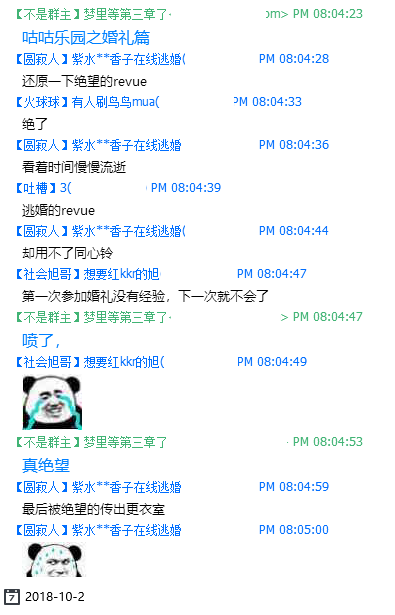 【不是群主】梦里等第三章了· om> PM 08:04:23
咕咕乐园之婚礼篇
【圆寂人】紫水**香子在线逃婚( PM 08:04:28
还原一下绝望的revue
【火球球】有人刷鸟鸟mua( PM 08:04:33
绝了
【圆寂人】紫水**香子在线逃婚 PM 08:04:36
看着时间慢慢流逝
【吐槽】3( PM 08:04:39
逃婚的revue
【圆寂人】紫水**香子在线逃婚( PM 08:04:44
却用不了同心铃
【社会旭哥】想要红kkr的旭 PM 08:04:47
第一次参加婚礼没有经验，下一次就不会了
【不是群主】梦里等第三章了· > PM 08:04:47
喷了，
【社会旭哥】想要红kkr的旭( PM 08:04:49
【不是群主】梦里等第三章了 PM 08:04:53
真绝望
【圆寂人】紫水**香子在线逃婚 PM 08:04:59
最后被绝望的传出更衣室
【圆寂人】紫水**香子在线逃婚 PM 08:05:00
7 2018-10-2